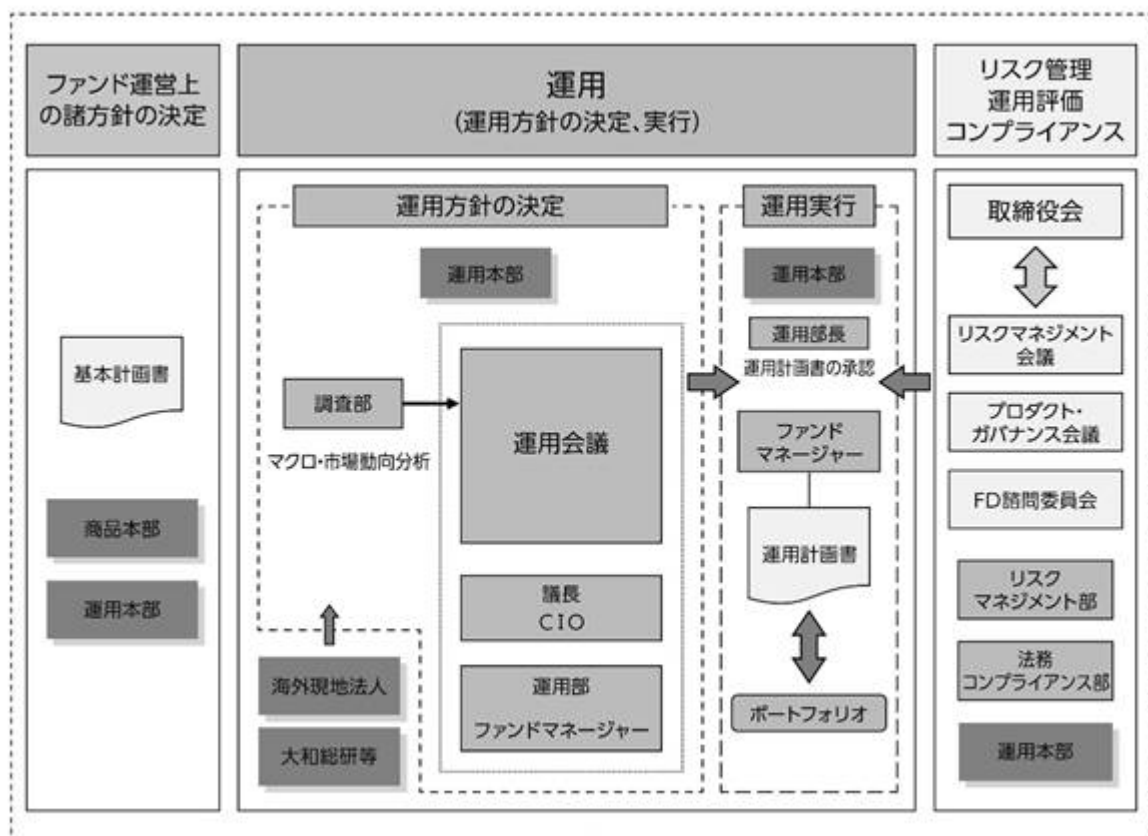 ファンド運営上
の諸方針の決定
運用
(運用方針の決定、実行)
リスク管理
運用評価
コンプライアンス
基本計画書
商品本部
運用本部
運用方針の決定
運用本部
調査部
マクロ・市場動向分析
運用会議
議長
CIO
運用部
ファンドマネージャー
海外現地法人
大和総研等
運用実行
運用本部
運用部長
運用計画書の承認
ファンド
マネージャー
運用計画書
ポートフォリオ
取締役会
リスクマネジメント
会議
プロダクト・
ガバナンス会議
FD諮問委員会
リスク
マネジメント部
法務
コンプライアンス部
運用本部